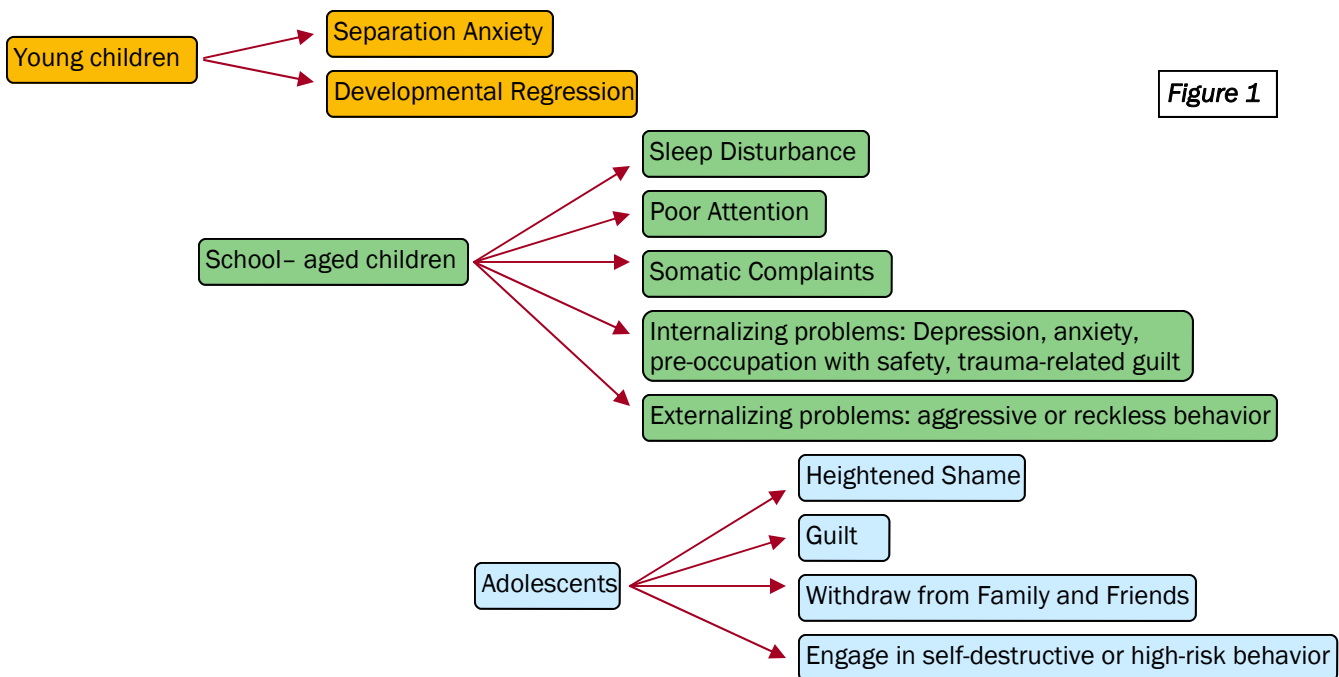 Young children
Separation Anxiety
Developmental Regression
Figure 1
School– aged children
Sleep Disturbance
Poor Attention
Somatic Complaints
Internalizing problems: Depression, anxiety,
pre-occupation with safety, trauma-related guilt
Externalizing problems: aggressive or reckless behavior
Adolescents
Heightened Shame
Guilt
Withdraw from Family and Friends
Engage in self-destructive or high-risk behavior